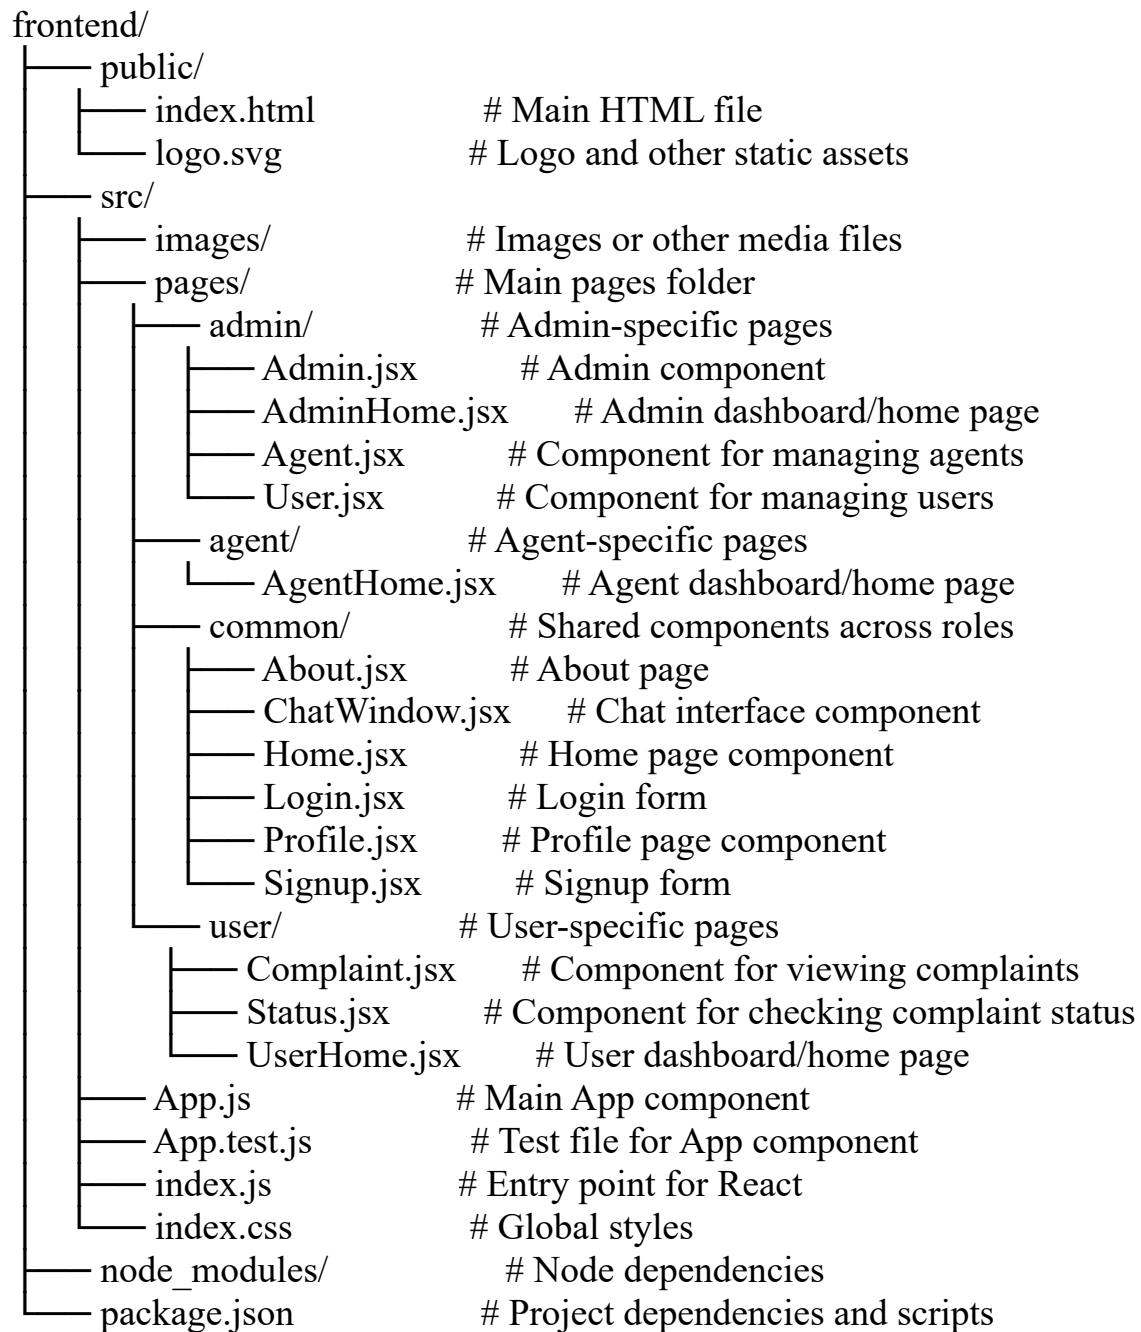 frontend/
public/
index.html # Main HTML file
logo.svg # Logo and other static assets
src/
images/ # Images or other media files
pages/ # Main pages folder
admin/ # Admin-specific pages
Admin.jsx # Admin component
AdminHome.jsx # Admin dashboard/home page
Agent.jsx # Component for managing agents
User.jsx # Component for managing users
agent/ # Agent-specific pages
AgentHome.jsx # Agent dashboard/home page
common/ # Shared components across roles
About.jsx # About page
ChatWindow.jsx # Chat interface component
Home.jsx # Home page component
Login.jsx # Login form
Profile.jsx # Profile page component
Signup.jsx # Signup form
user/ # User-specific pages
Complaint.jsx # Component for viewing complaints
Status.jsx # Component for checking complaint status
UserHome.jsx # User dashboard/home page
App.js # Main App component
App.test.js # Test file for App component
index.js # Entry point for React
index.css # Global styles
node_modules/ # Node dependencies
package.json # Project dependencies and scripts